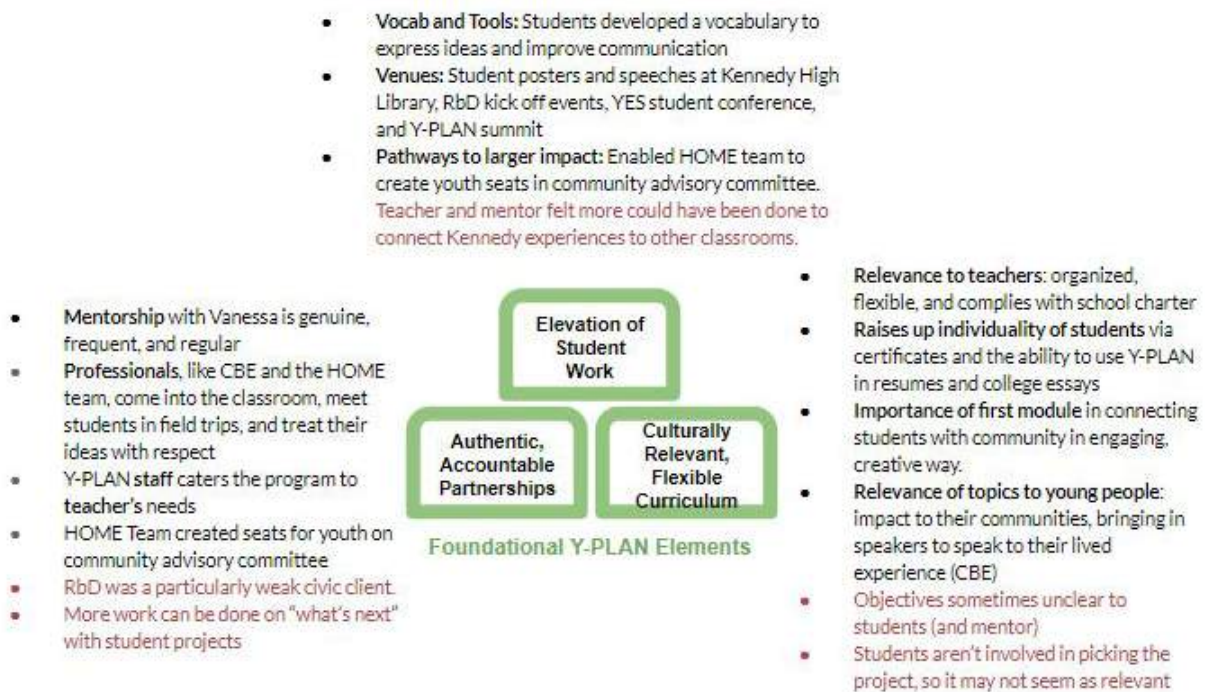 • Vocab and Tools: Students developed a vocabulary to
express ideas and improve communication
• Venues: Student posters and speeches at Kennedy High
Library, RbD kick off events, YES student conference,
and Y-PLAN summit
• Pathways to larger impact: Enabled HOME team to
create youth seats in community advisory committee.
Teacher and mentor felt more could have been done to
connect Kennedy experiences to other classrooms.
• Mentorship with Vanessa is genuine,
frequent, and regular
• Professionals, like CBE and the HOME
team, come into the classroom, meet
students in field trips, and treat their
ideas with respect
• Y-PLAN staff caters the program to
teacher's needs
• HOME Team created seats for youth on
community advisory committee
• RbD was a particularly weak civic client.
• More work can be done on "what's next"
with student projects
Elevation of
Student
Work
Authentic,
Accountable
Partnerships
Culturally
Relevant,
Flexible
Curriculum
Foundational Y-PLAN Elements
• Relevance to teachers: organized,
flexible, and complies with school charter
• Raises up individuality of students via
certificates and the ability to use Y-PLAN
in resumes and college essays
• Importance of first module in connecting
students with community in engaging,
creative way.
• Relevance of topics to young people:
impact to their communities, bringing in
speakers to speak to their lived
experience (CBE)
• Objectives sometimes unclear to
students (and mentor)
• Students aren't involved in picking the
project, so it may not seem as relevant